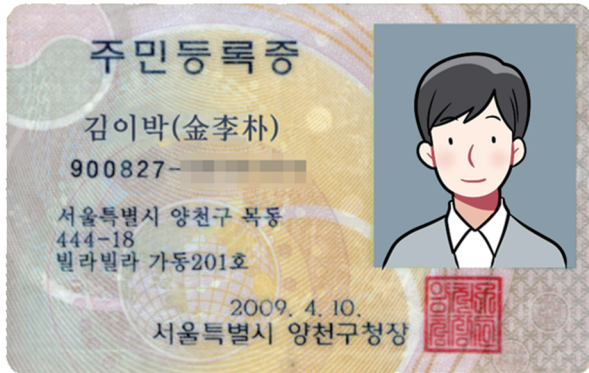 주민등록증
김이박(金李朴)
900827-
서울특별시 양천구 목동
444-18
빌라빌라 가동201호
2009. 4. 10.
서울특별시 양천구청장